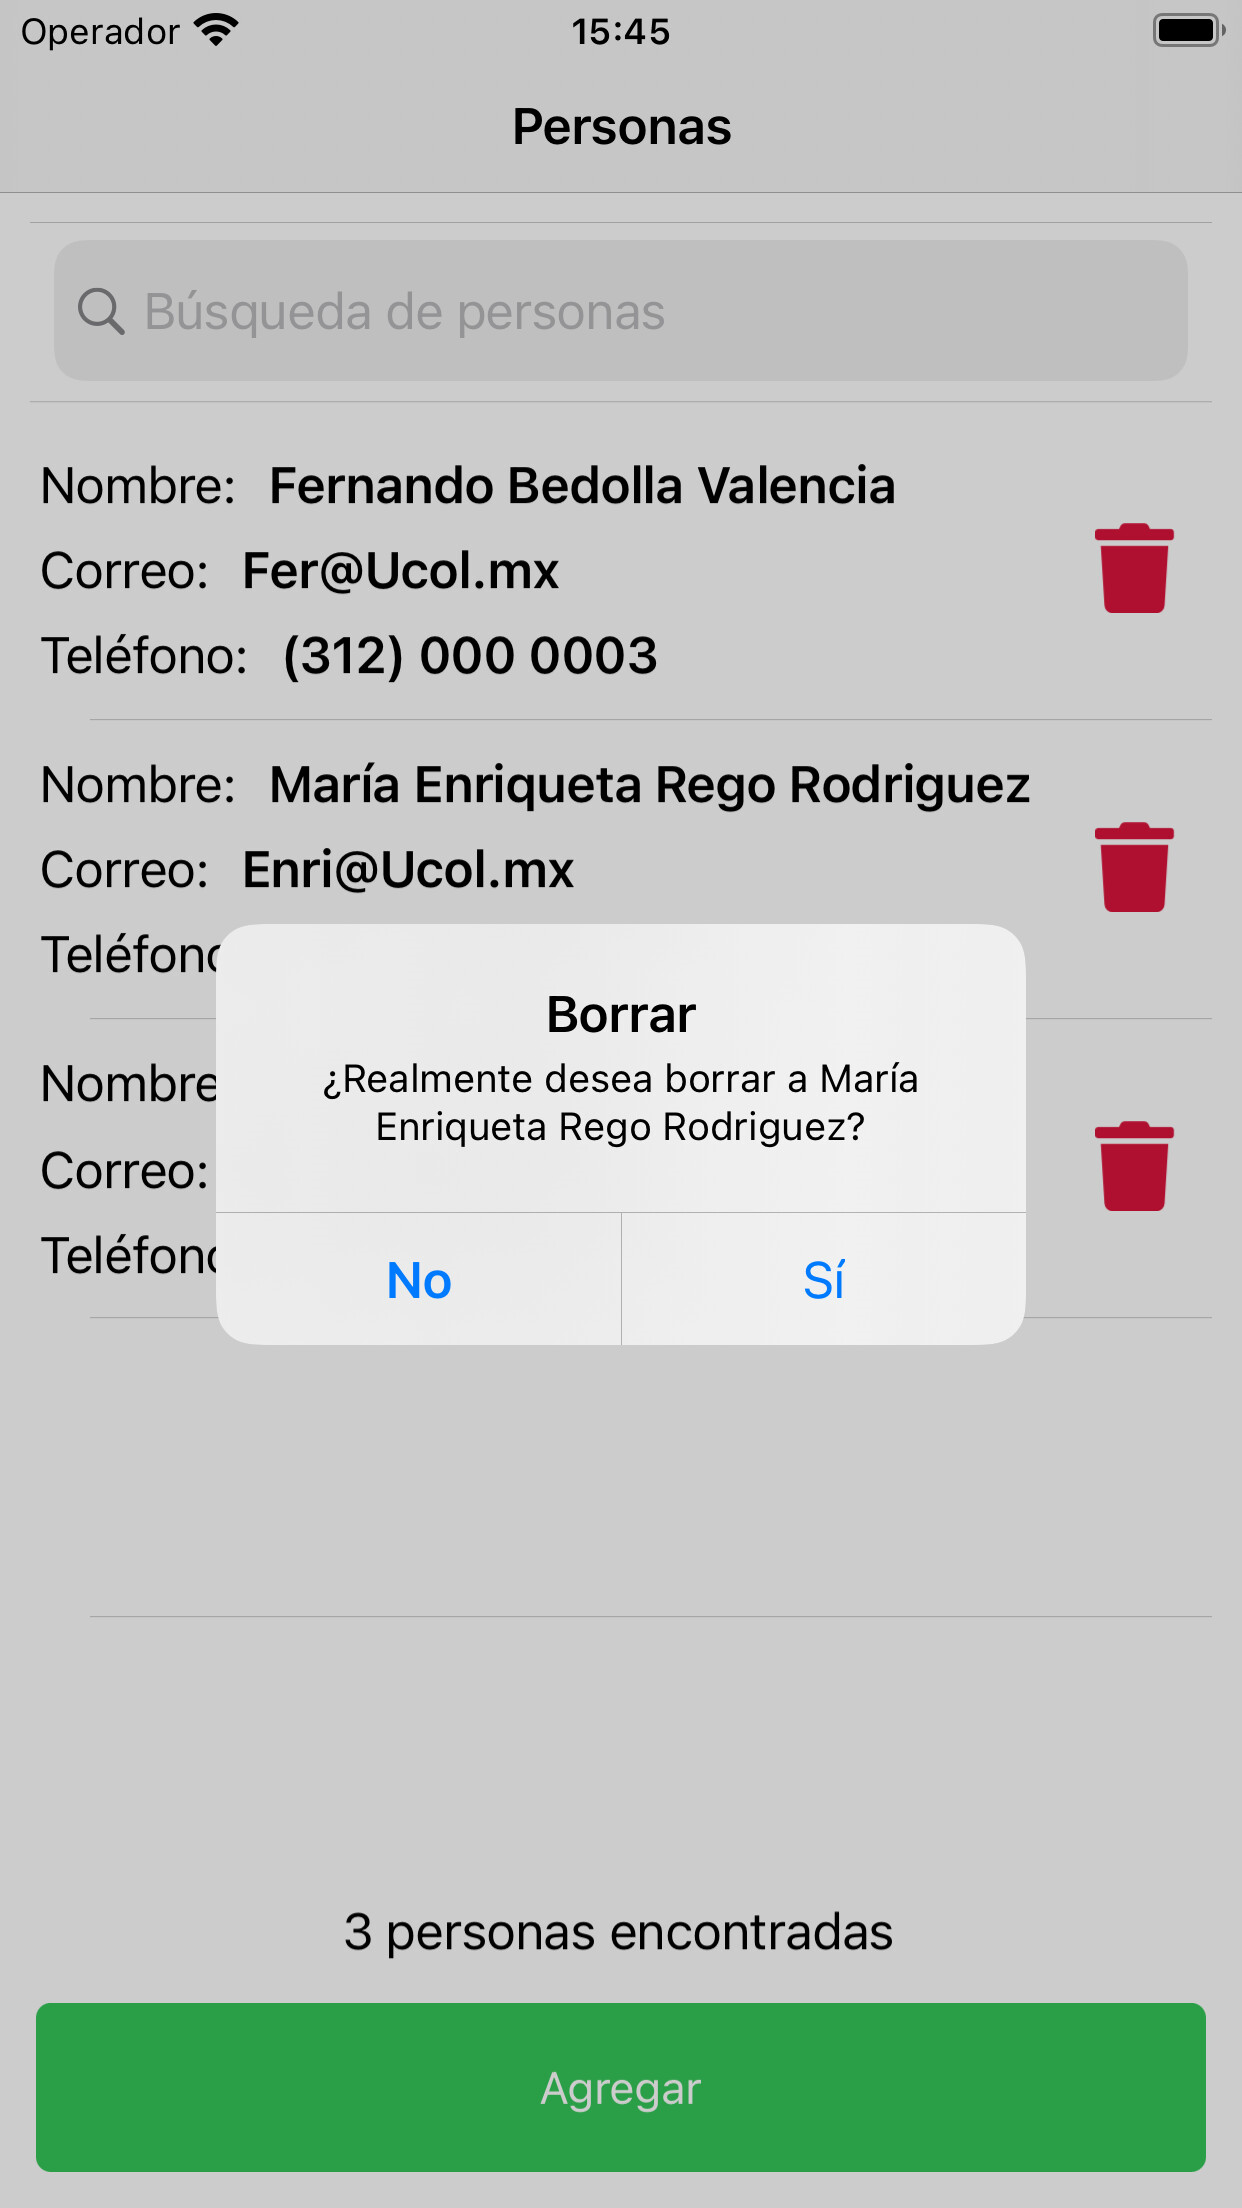 Operador
15:45
Personas
Búsqueda de personas
Nombre: Fernando Bedolla Valencia
Correo: Fer@Ucol.mx
Teléfono: (312) 000 0003
Nombre: María Enriqueta Rego Rodriguez
Correo: Enri@Ucol.mx
Teléfono
Borrar
¿Realmente desea borrar a María
Enriqueta Rego Rodriguez?
Nombre
Correo:
Teléfono
No
Sí
3 personas encontradas
Agregar